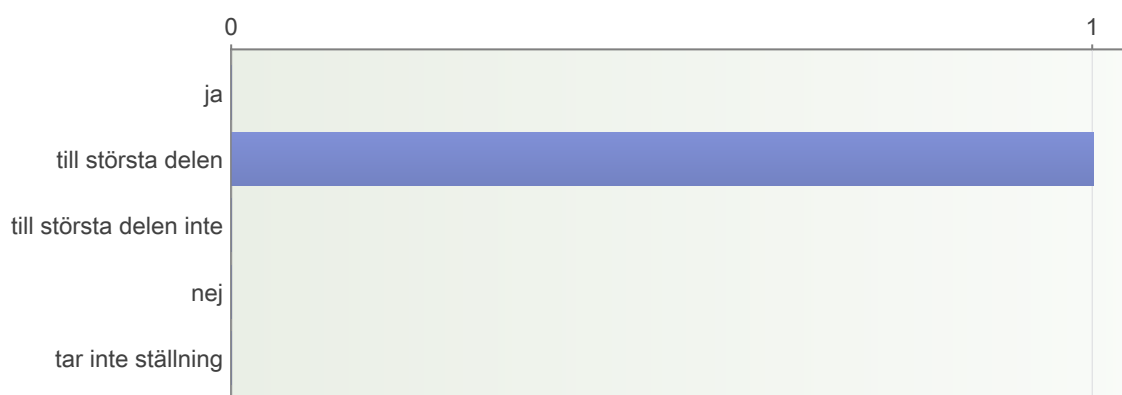 0 1
ja
till största delen
till största delen inte
nej
tar inte ställning